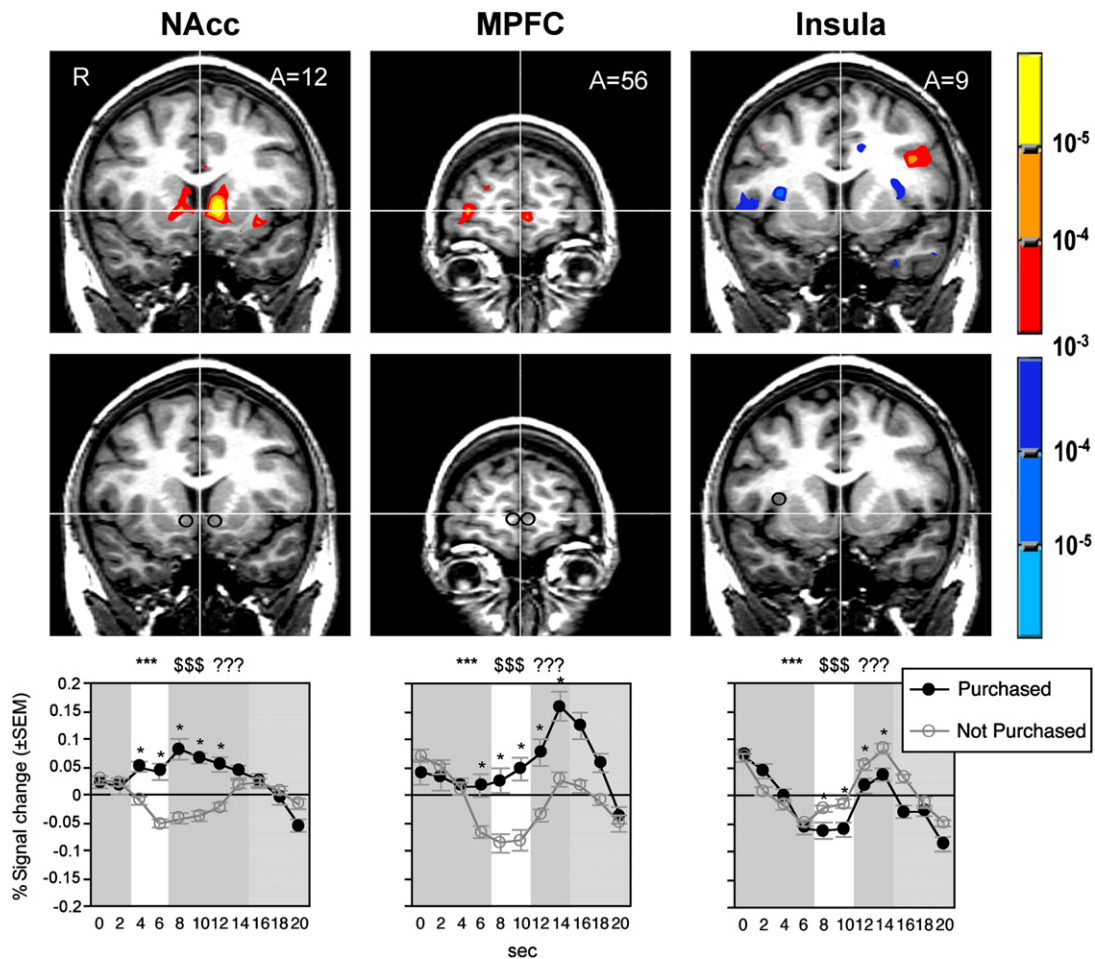 NAcc
MPFC
Insula
R
A=12
A=56
A=9
10-5
10-4
10-3
10-4
10-5
*** $$$ ???
*** $$$ ???
*** $$$ ???
Purchased
Not Purchased
% Signal change (±SEM)
0.2
0.15
0.1
0.05
0
-0.05
-0.1
-0.15
-0.2
* * * * *
* * * * *
* * * *
0 2 4 6 8 10 12 14 16 18 20
0 2 4 6 8 10 12 14 16 18 20
0 2 4 6 8 10 12 14 16 18 20
sec